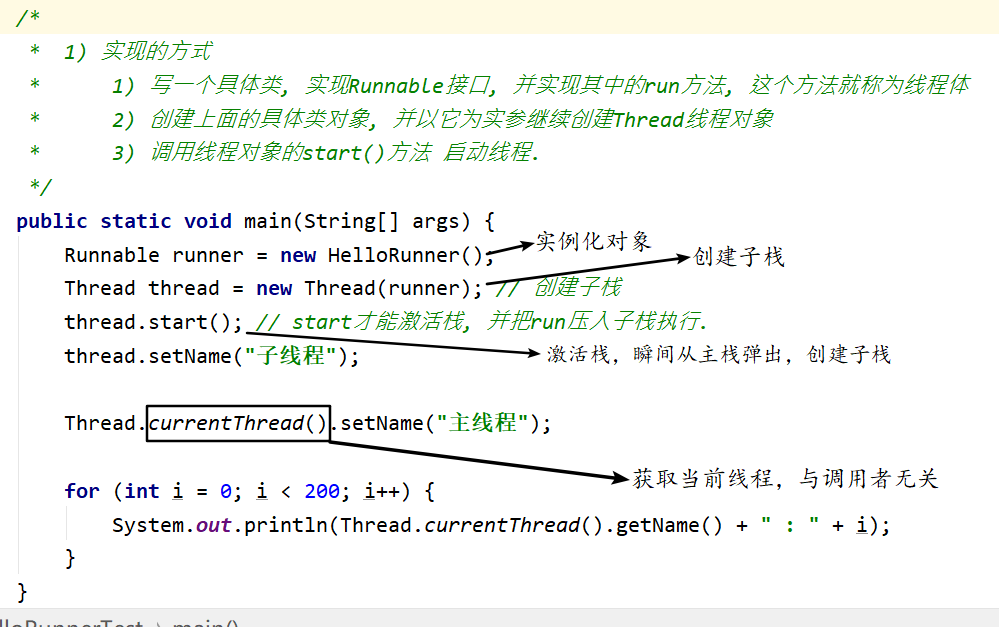 /*
* 1) 实现的方式
* 1) 写一个具体类, 实现Runnable接口, 并实现其中的run方法, 这个方法就称为线程体
* 2) 创建上面的具体类对象, 并以它为实参继续创建Thread线程对象
* 3) 调用线程对象的start()方法 启动线程.
*/
public static void main(String[] args) {
Runnable runner = new HelloRunner(); 实例化对象
Thread thread = new Thread(runner); // 创建子栈 创建子栈
thread.start(); // start才能激活栈, 并把run压入子栈执行.
thread.setName("子线程"); 激活栈，瞬间从主栈弹出，创建子栈
Thread.currentThread().setName("主线程");
获取当前线程，与调用者无关
for (int i = 0; i < 200; i++) {
System.out.println(Thread.currentThread().getName() + " : " + i);
}
}
lloRunnerTest › main()